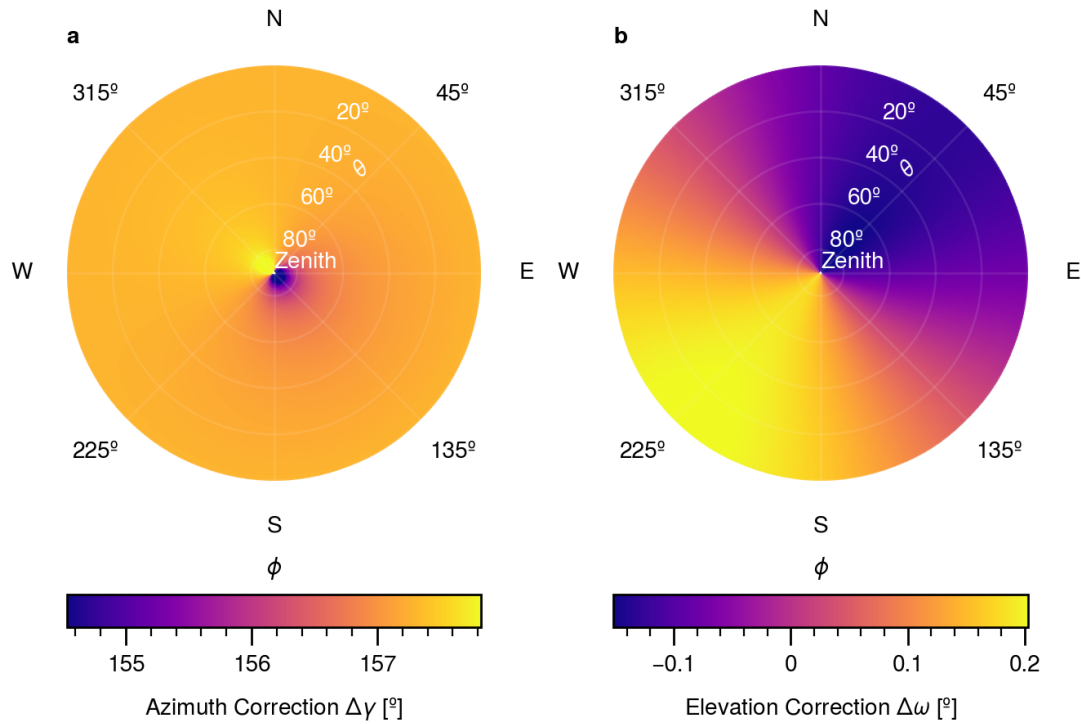 a
N
315º
45º
20º
40º
θ
60º
80º
Zenith
W
E
225º
135º
S
ϕ
155
156
157
Azimuth Correction Δγ [º]
b
N
315º
45º
20º
40º
θ
60º
80º
Zenith
W
E
225º
135º
S
ϕ
−0.1
0
0.1
0.2
Elevation Correction Δω [º]